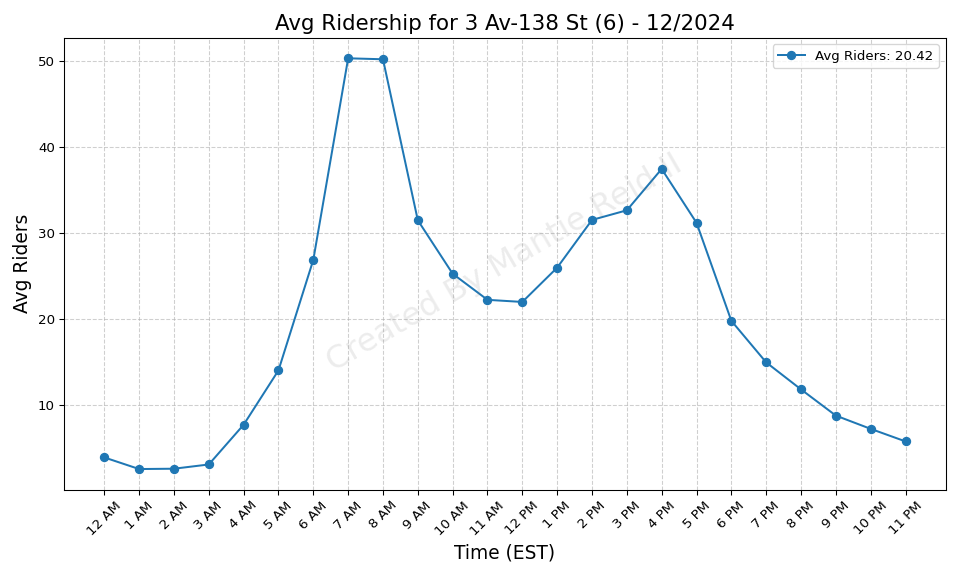 Avg Ridership for 3 Av-138 St (6) - 12/2024
Avg Riders: 20.42
50
40
30
20
10
Avg Riders
Created By Mantie Reid II
12 AM
1 AM
2 AM
3 AM
4 AM
5 AM
6 AM
7 AM
8 AM
9 AM
10 AM
11 AM
12 PM
1 PM
2 PM
3 PM
4 PM
5 PM
6 PM
7 PM
8 PM
9 PM
10 PM
11 PM
Time (EST)